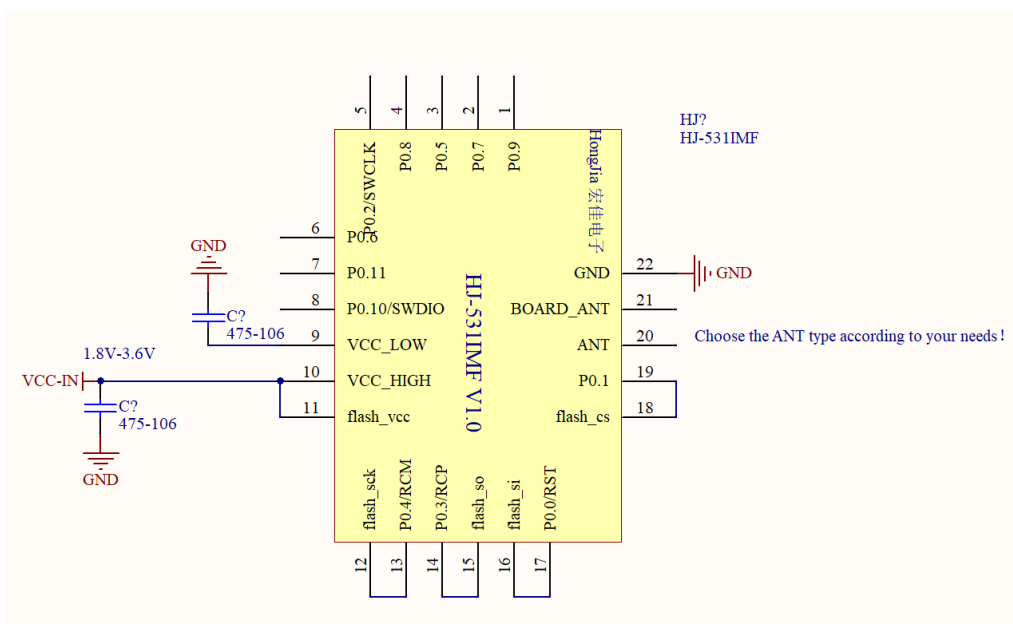 5
4
3
2
1
HJ?
HJ-531IMF
P0.2/SWCLK
P0.8
P0.5
P0.7
P0.9
HongJia 宏佳电子
6
P0.6
GND
7
P0.11
GND
22
GND
8
P0.10/SWDIO
BOARD_ANT
21
C?
475-106
9
VCC_LOW
ANT
20
Choose the ANT type according to your needs!
1.8V-3.6V
VCC-IN
10
VCC_HIGH
P0.1
19
C?
475-106
11
flash_vcc
flash_cs
18
HJ-531IMF V1.0
GND
flash_sck
P0.4/RCM
P0.3/RCP
flash_so
flash_si
P0.0/RST
12
13
14
15
16
17